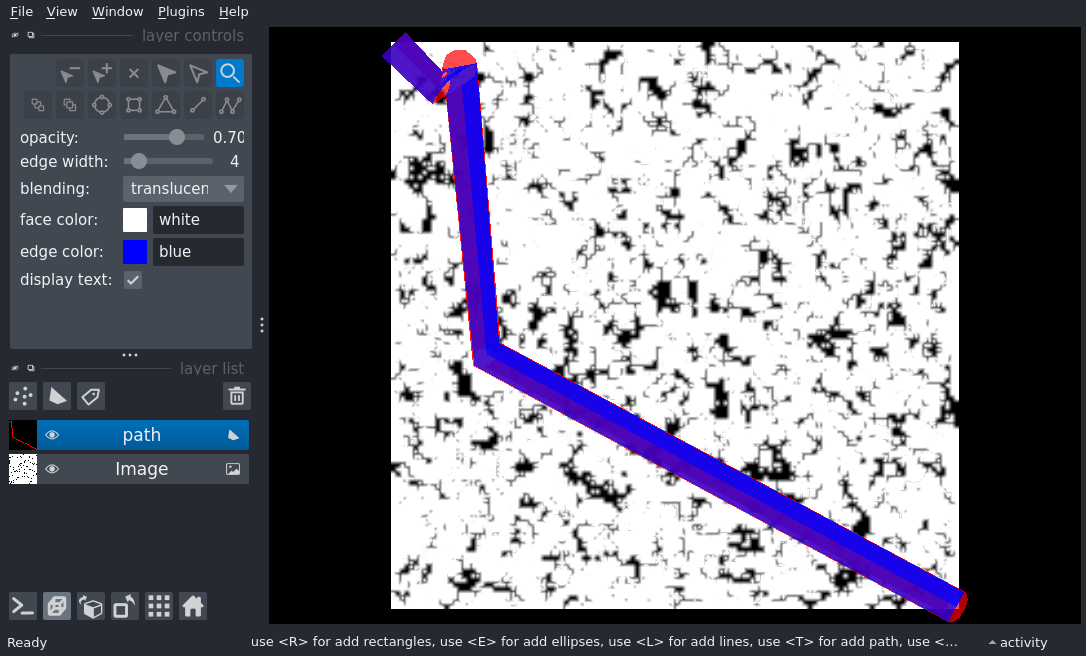 File View Window Plugins Help
layer controls
opacity: 0.70
edge width: 4
blending: translucen
face color: white
edge color: blue
display text:
layer list
path
Image
Ready use <R> for add rectangles, use <E> for add ellipses, use <L> for add lines, use <T> for add path, use <... activity